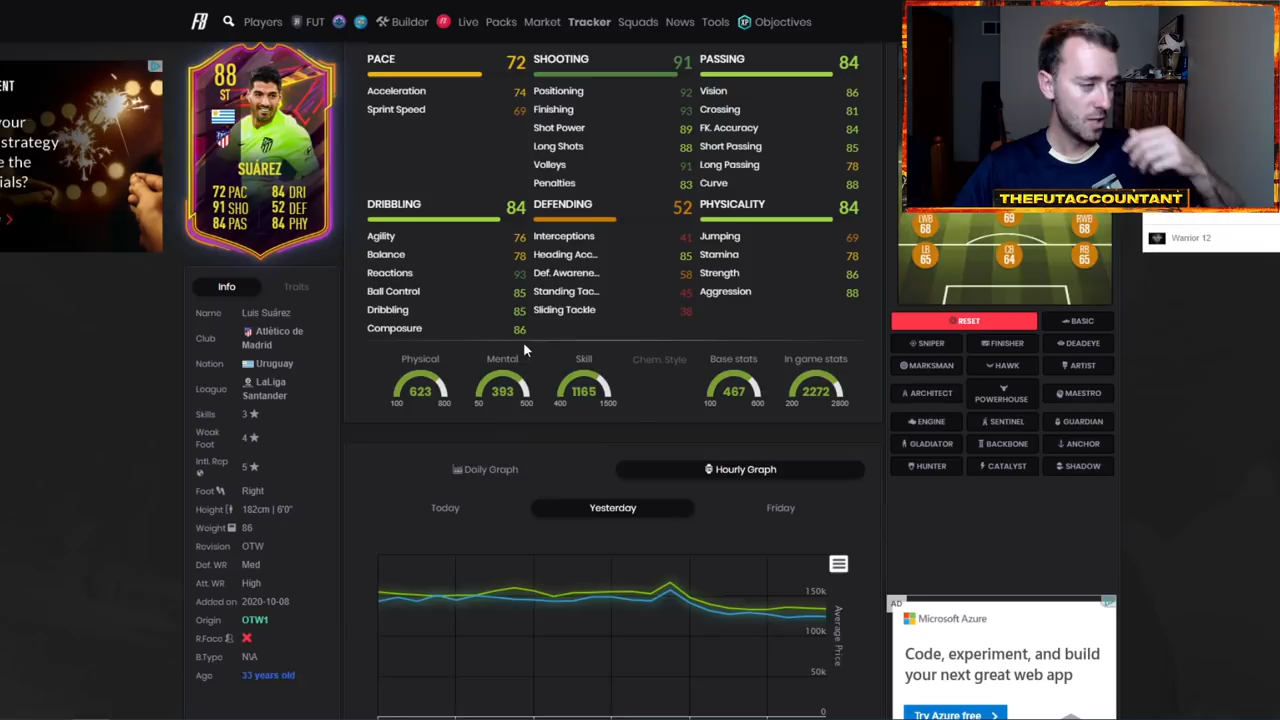 F8
Players FUT Builder Live Packs Market Tracker Squads News Tools Objectives
ENT
your
strategy
e the
ials?
88
ST
SUÁREZ
72 PAC 84 DRI
91 SHO 52 DEF
84 PAS 84 PHY
PACE 72
Acceleration 74
Sprint Speed 69
SHOOTING 91
Positioning 92
Finishing 93
Shot Power 89
Long Shots 88
Volleys 91
Penalties 83
PASSING 84
Vision 86
Crossing 81
FK. Accuracy 84
Short Passing 85
Long Passing 78
Curve 88
DRIBBLING 84
Agility 76
Balance 78
Reactions 93
Ball Control 85
Dribbling 85
Composure 86
DEFENDING 52
Interceptions 41
Heading Acc... 85
Def. Awarene... 58
Standing Tac... 45
Sliding Tackle 38
PHYSICALITY 84
Jumping 69
Stamina 78
Strength 86
Aggression 88
Physical Mental Skill Chem. Style Base stats In game stats
623 393 1165 467 2272
100 800 50 500 400 1500 100 600 200 2800
Info Traits
Name Luis Suárez
Club Atlético de
Madrid
Nation Uruguay
League LaLiga
Santander
Skills 3
Weak
Foot 4
Intl. Rep 5
Foot Right
Height 182cm | 6'0"
Weight 86
Revision OTW
Def. WR Med
Att. WR High
Added on 2020-10-08
Origin OTW1
R.Face
B.Type N\A
Age 33 years old
Daily Graph Hourly Graph
Today Yesterday Friday
150k
100k
50k
0
Average Price
THEFUTACCOUNTANT
LWB
68
69
RWB
68
LB
65
CB
64
RB
65
Warrior 12
RESET BASIC
SNIPER FINISHER DEADEYE
MARKSMAN HAWK ARTIST
ARCHITECT POWERHOUSE MAESTRO
ENGINE SENTINEL GUARDIAN
GLADIATOR BACKBONE ANCHOR
HUNTER CATALYST SHADOW
AD
Microsoft Azure
Code, experiment, and build
your next great web app
Try Azure free